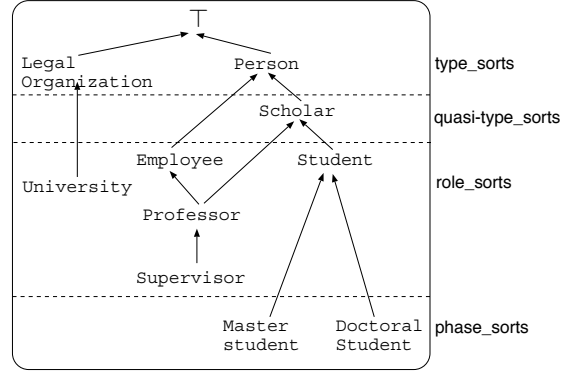 ⊤
Legal
Organization
Person
type_sorts
Scholar
quasi-type_sorts
Employee
Student
University
role_sorts
Professor
Supervisor
Master
student
Doctoral
Student
phase_sorts